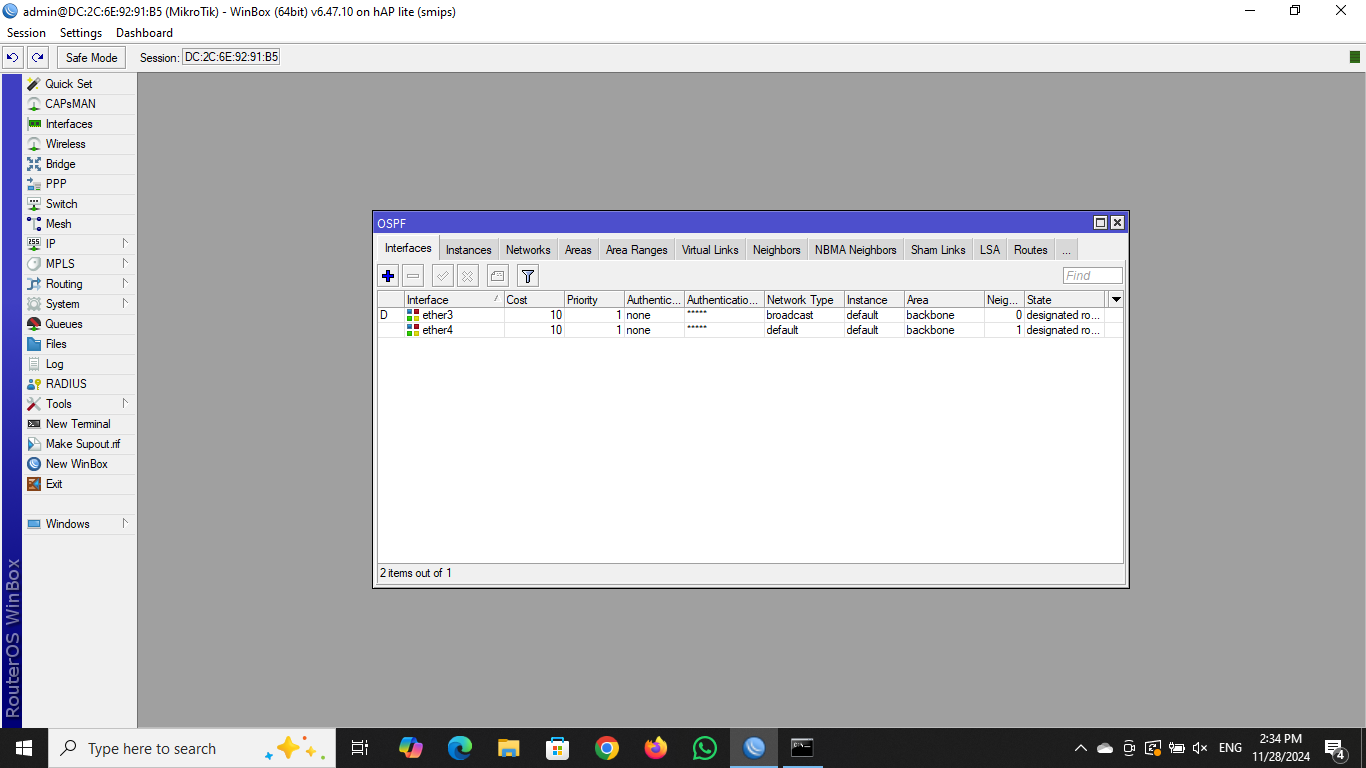 admin@DC:2C:6E:92:91:B5 (MikroTik) - WinBox (64bit) v6.47.10 on hAP lite (smips)
Session Settings Dashboard
Safe Mode Session: DC:2C:6E:92:91:B5
Quick Set
CAPsMAN
Interfaces
Wireless
Bridge
PPP
Switch
Mesh
255 IP
MPLS
Routing
System
Queues
Files
Log
RADIUS
Tools
New Terminal
Make Supout.rif
New WinBox
Exit
Windows
RouterOS WinBox
OSPF
Interfaces Instances Networks Areas Area Ranges Virtual Links Neighbors NBMA Neighbors Sham Links LSA Routes ...
Find
Interface Cost Priority Authentic... Authenticatio... Network Type Instance Area Neig... State
D ether3 10 1 none ***** broadcast default backbone 0 designated ro...
ether4 10 1 none ***** default default backbone 1 designated ro...
2 items out of 1
Type here to search
ENG
2:34 PM
11/28/2024
4